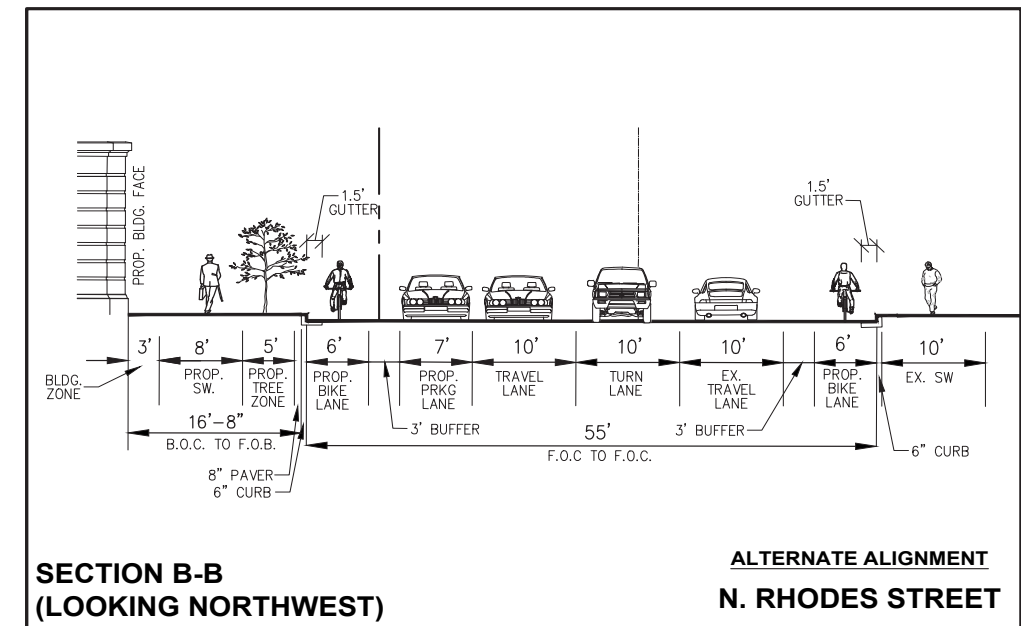 PROP. BLDG. FACE
1.5'
GUTTER
1.5'
GUTTER
3'
8'
5'
6'
7'
10'
10'
10'
6'
10'
BLDG.
ZONE
PROP.
SW.
PROP.
TREE
ZONE
PROP.
BIKE
LANE
PROP.
PRKG
LANE
TRAVEL
LANE
TURN
LANE
EX.
TRAVEL
LANE
PROP.
BIKE
LANE
EX. SW
16'-8"
B.O.C. TO F.O.B.
3' BUFFER
55'
F.O.C TO F.O.C.
3' BUFFER
6" CURB
8" PAVER
6" CURB
SECTION B-B
(LOOKING NORTHWEST)
ALTERNATE ALIGNMENT
N. RHODES STREET